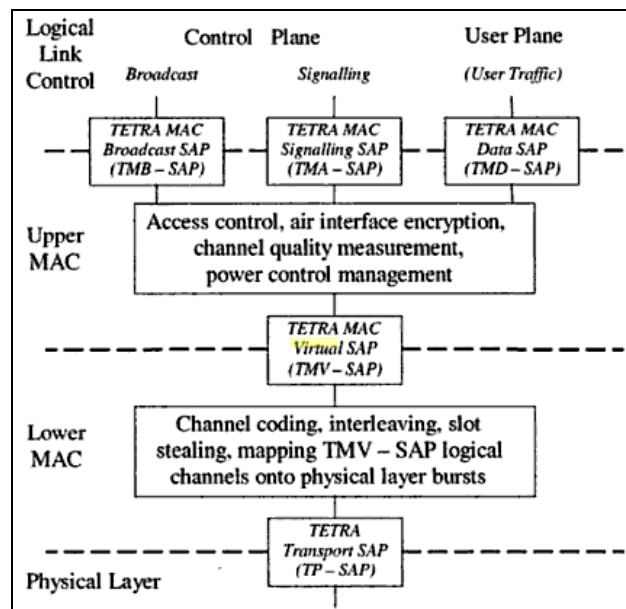 Logical
Link
Control
Control Plane
User Plane
Broadcast
Signalling
(User Traffic)
TETRA MAC
Broadcast SAP
(TMB – SAP)
TETRA MAC
Signalling SAP
(TMA – SAP)
TETRA MAC
Data SAP
(TMD – SAP)
Upper
MAC
Access control, air interface encryption,
channel quality measurement,
power control management
TETRA MAC
Virtual SAP
(TMV – SAP)
Lower
MAC
Channel coding, interleaving, slot
stealing, mapping TMV – SAP logical
channels onto physical layer bursts
TETRA
Transport SAP
(TP – SAP)
Physical Layer